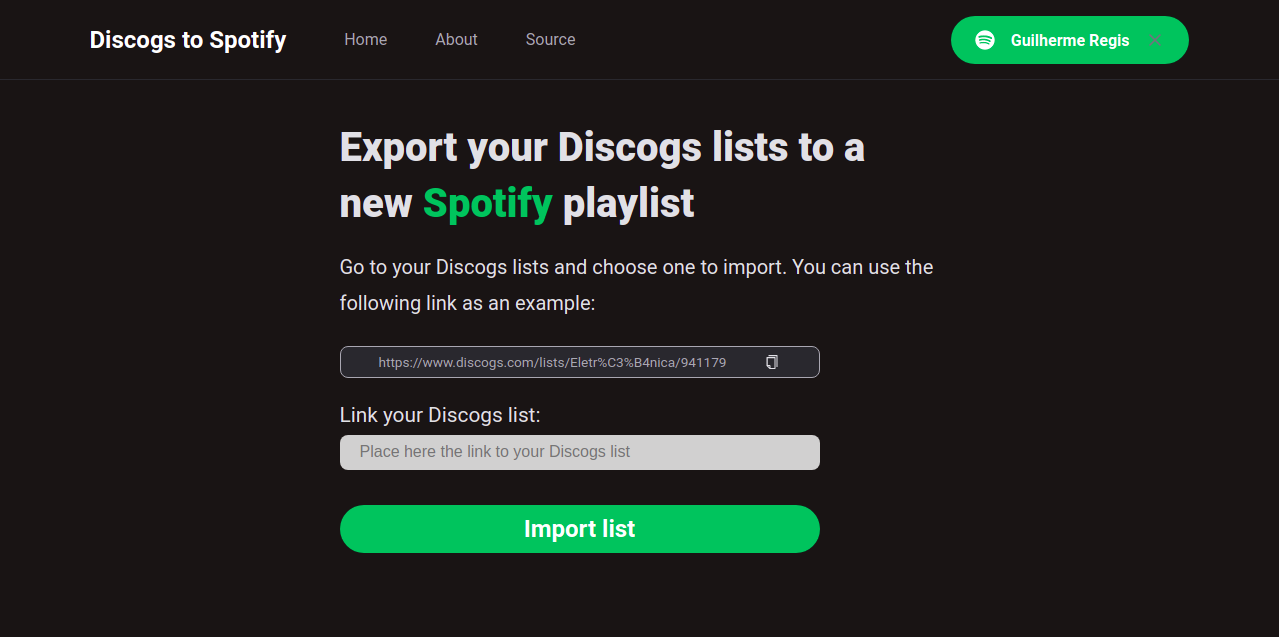 Discogs to Spotify
Home
About
Source
Guilherme Regis
Export your Discogs lists to a
new Spotify playlist
Go to your Discogs lists and choose one to import. You can use the
following link as an example:
https://www.discogs.com/lists/Eletr%C3%B4nica/941179
Link your Discogs list:
Place here the link to your Discogs list
Import list